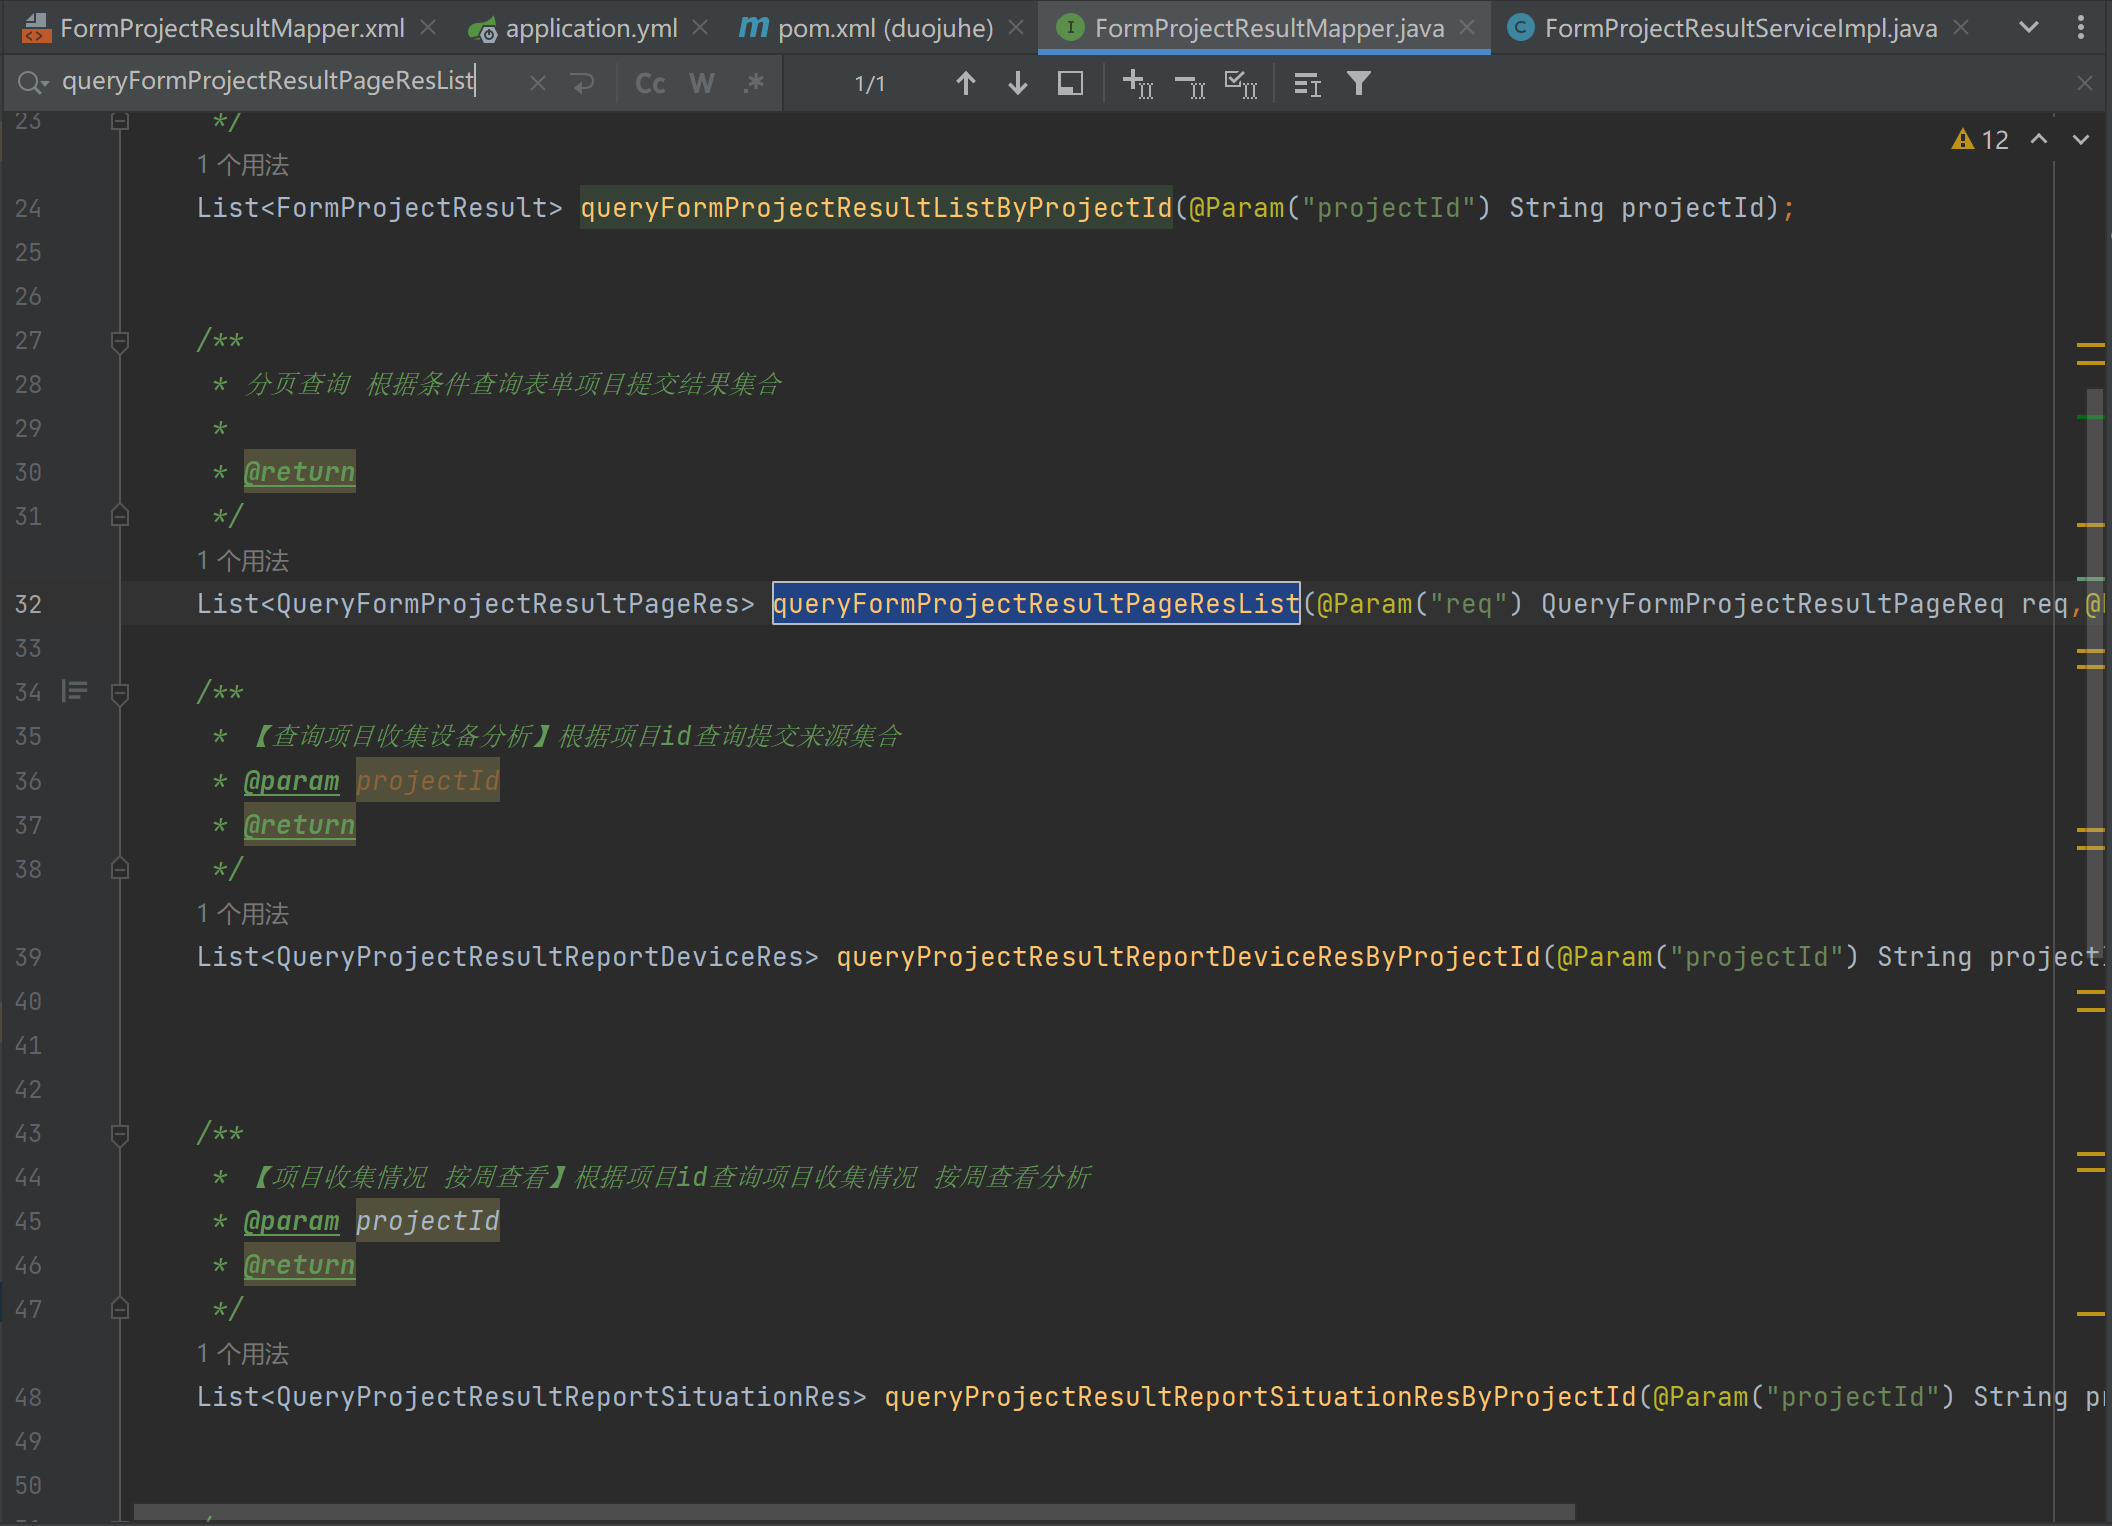 FormProjectResultMapper.xml application.yml pom.xml (duojuhe) FormProjectResultMapper.java FormProjectResultServiceImpl.java
queryFormProjectResultPageResList Cc W .* 1/1
23 */
12
1 个用法
24 List<FormProjectResult> queryFormProjectResultListByProjectId(@Param("projectId") String projectId);
25
26
27 /**
28 * 分页查询 根据条件查询表单项目提交结果集合
29 *
30 * @return
31 */
1 个用法
32 List<QueryFormProjectResultPageRes> queryFormProjectResultPageResList(@Param("req") QueryFormProjectResultPageReq req,@
33
34 /**
35 * 【查询项目收集设备分析】根据项目id查询提交来源集合
36 * @param projectId
37 * @return
38 */
1 个用法
39 List<QueryProjectResultReportDeviceRes> queryProjectResultReportDeviceResByProjectId(@Param("projectId") String project
40
41
42
43 /**
44 * 【项目收集情况 按周查看】根据项目id查询项目收集情况 按周查看分析
45 * @param projectId
46 * @return
47 */
1 个用法
48 List<QueryProjectResultReportSituationRes> queryProjectResultReportSituationResByProjectId(@Param("projectId") String p
49
50